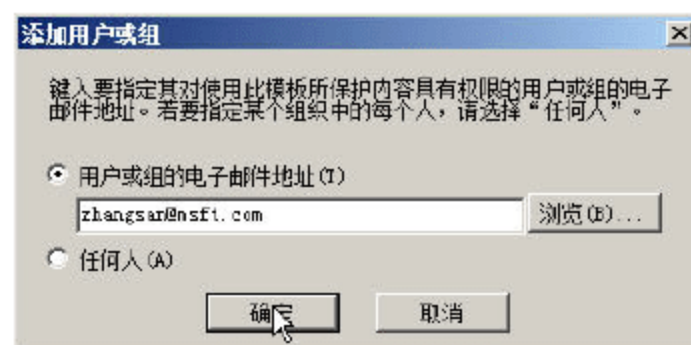 添加用户或组
键入要指定其对使用此模板所保护内容具有权限的用户或组的电子
邮件地址。若要指定某个组织中的每个人，请选择“任何人”。
用户或组的电子邮件地址(T)
zhangsan@nsft.com
浏览(B)...
任何人(A)
确定
取消